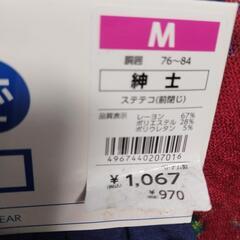 M
胴囲 76~84
紳士
ステテコ(前閉じ)
品質表示
レーヨン 67%
ポリエステル 28%
ポリウレタン 5%
4967440207016
¥1,067
¥970
EAR